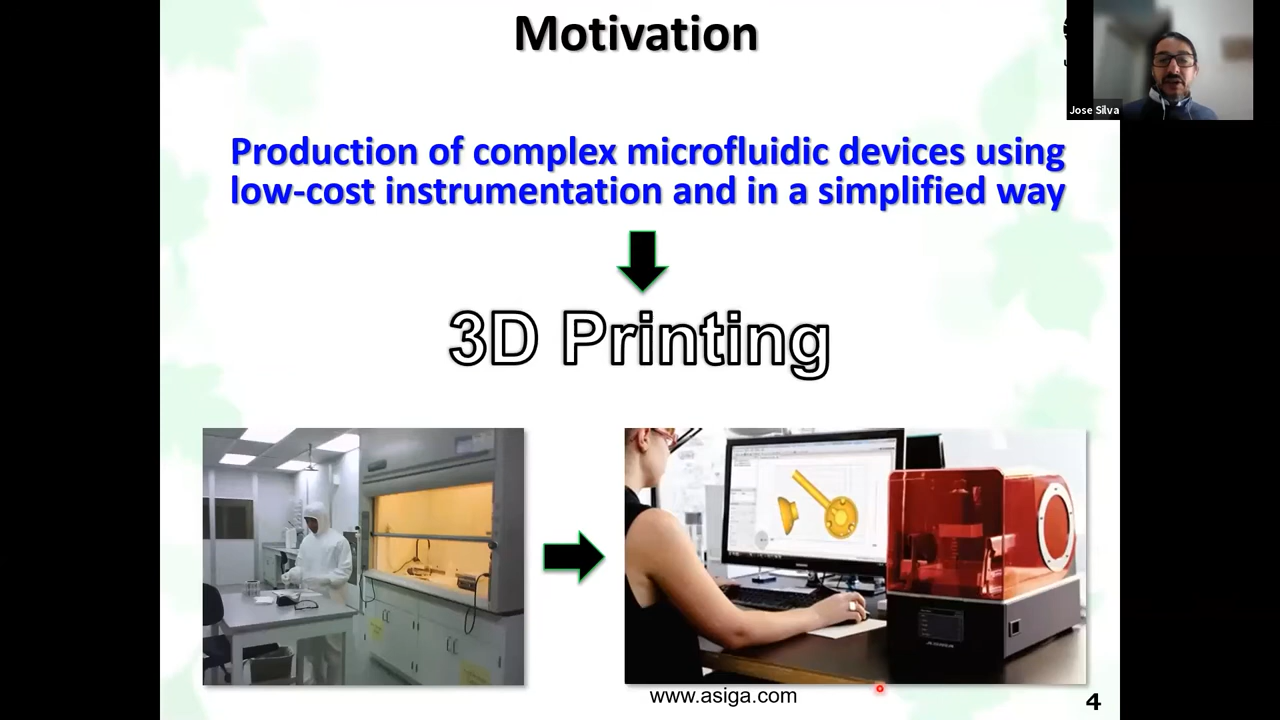 Motivation
Jose Silva
Production of complex microfluidic devices using
low-cost instrumentation and in a simplified way
3D Printing
ASIGA
www.asiga.com
4